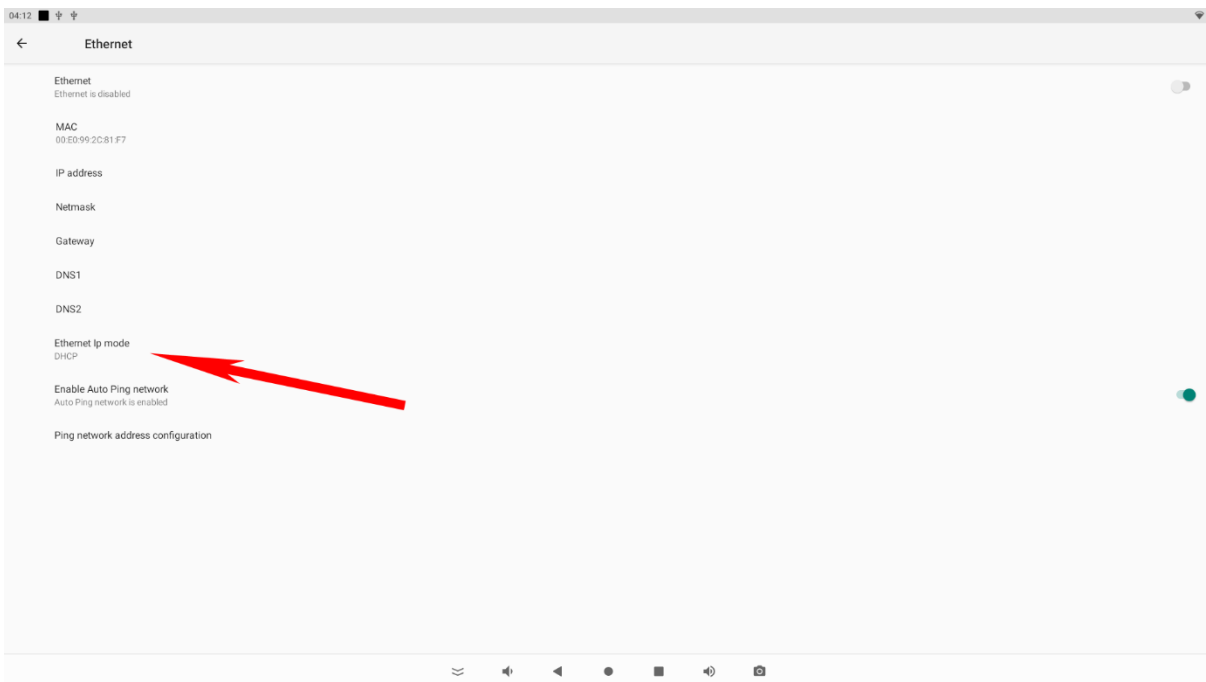 04:12
Ethernet
Ethernet
Ethernet is disabled
MAC
00:E0:99:2C:81:F7
IP address
Netmask
Gateway
DNS1
DNS2
Ethernet Ip mode
DHCP
Enable Auto Ping network
Auto Ping network is enabled
Ping network address configuration